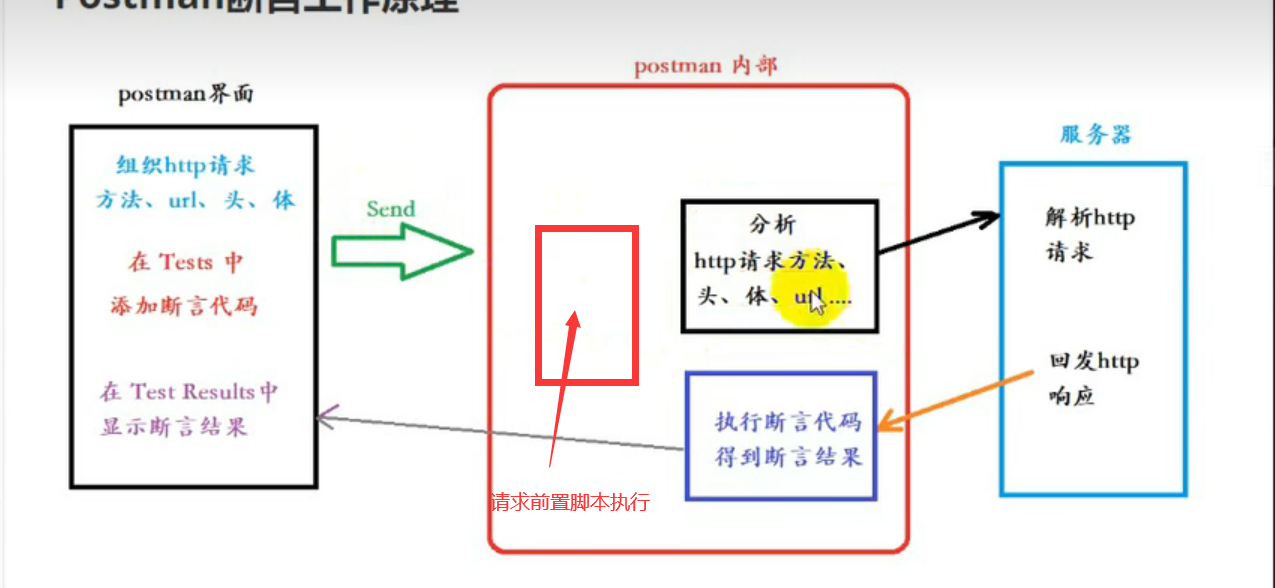 Postman断言工作原理
postman 内部
postman界面
服务器
组织http请求
方法、url、头、体
Send
在 Tests 中
添加断言代码
在 Test Results中
显示断言结果
分析
http请求方法、
头、体、url....
解析http
请求
回发http
响应
执行断言代码
得到断言结果
请求前置脚本执行